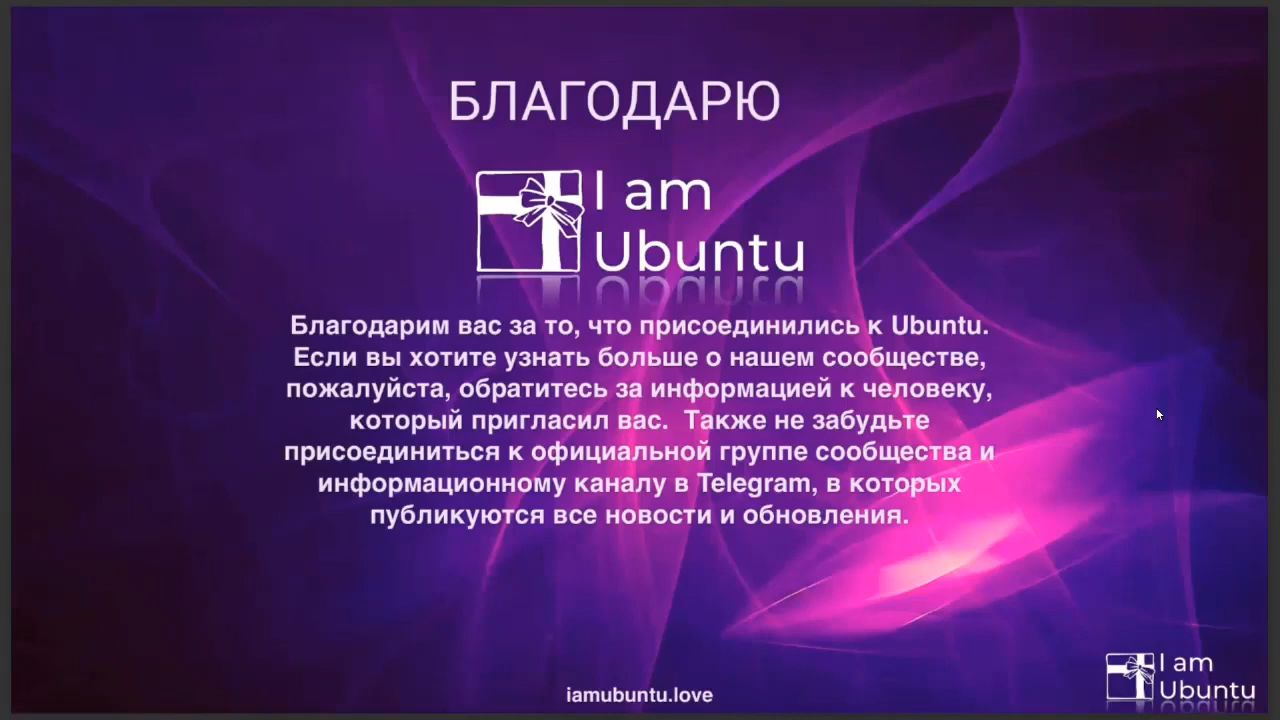 БЛАГОДАРЮ
I am
Ubuntu
Благодарим вас за то, что присоединились к Ubuntu.
Если вы хотите узнать больше о нашем сообществе,
пожалуйста, обратитесь за информацией к человеку,
который пригласил вас.  Также не забудьте
присоединиться к официальной группе сообщества и
информационному каналу в Telegram, в которых
публикуются все новости и обновления.
iamubuntu.love
I am
Ubuntu